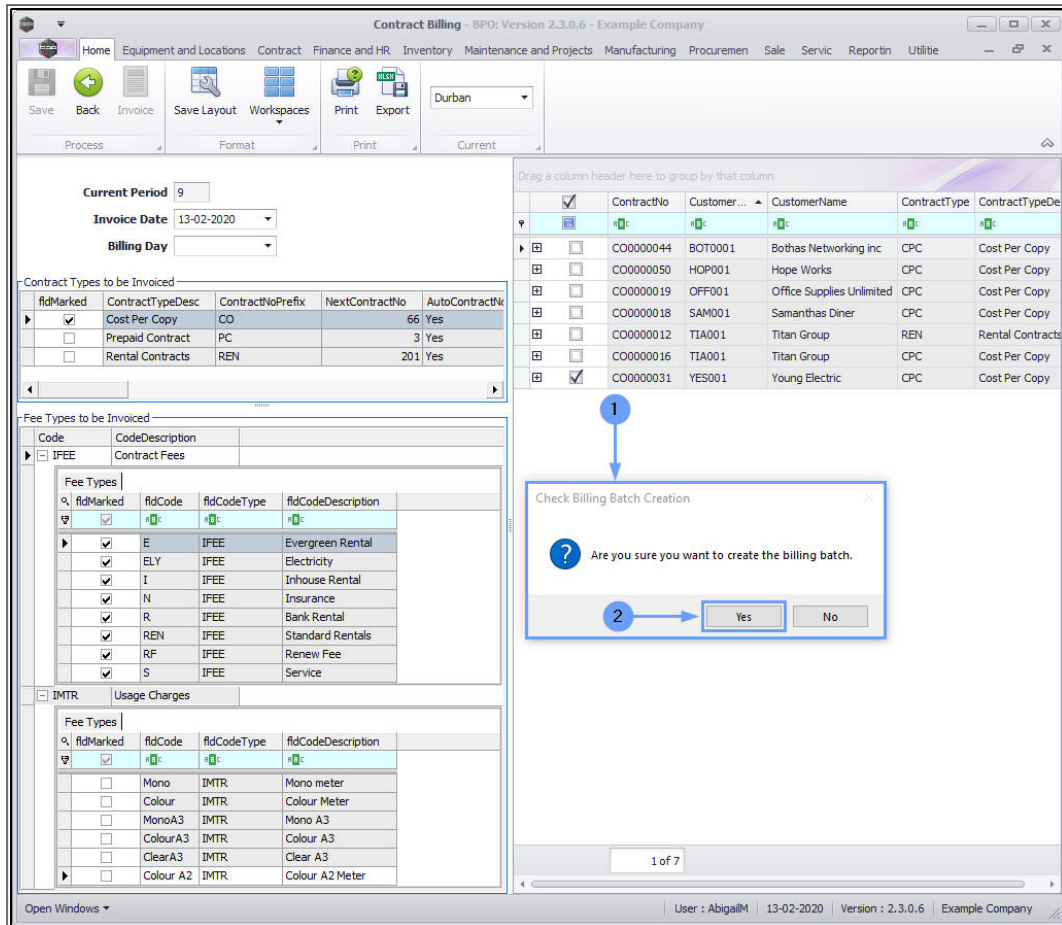 Contract Billing - BPO: Version 2.3.0.6 - Example Company
BPO Home Equipment and Locations Contract Finance and HR Inventory Maintenance and Projects Manufacturing Procuremen Sale Servic Reportin Utilitie
Save Back Invoice Save Layout Workspaces Print Export Durban
XLSX
Process Format Print Current
Drag a column header here to group by that column
Current Period 9
Invoice Date 13-02-2020
Billing Day
ContractNo Customer... CustomerName ContractType ContractTypeDe
CO0000044 BOT0001 Bothas Networking inc CPC Cost Per Copy
CO0000050 HOP001 Hope Works CPC Cost Per Copy
CO0000019 OFF001 Office Supplies Unlimited CPC Cost Per Copy
CO0000018 SAM001 Samanthas Diner CPC Cost Per Copy
CO0000012 TIA001 Titan Group REN Rental Contracts
CO0000016 TIA001 Titan Group CPC Cost Per Copy
CO0000031 YES001 Young Electric CPC Cost Per Copy
Contract Types to be Invoiced
fldMarked ContractTypeDesc ContractNoPrefix NextContractNo AutoContractNo
Cost Per Copy CO 66 Yes
Prepaid Contract PC 3 Yes
Rental Contracts REN 201 Yes
Fee Types to be Invoiced
Code CodeDescription
IFEE Contract Fees
Fee Types
fldMarked fldCode fldCodeType fldCodeDescription
E IFEE Evergreen Rental
ELY IFEE Electricity
I IFEE Inhouse Rental
N IFEE Insurance
R IFEE Bank Rental
REN IFEE Standard Rentals
RF IFEE Renew Fee
S IFEE Service
IMTR Usage Charges
Fee Types
fldMarked fldCode fldCodeType fldCodeDescription
Mono IMTR Mono meter
Colour IMTR Colour Meter
MonoA3 IMTR Mono A3
ColourA3 IMTR Colour A3
ClearA3 IMTR Clear A3
Colour A2 IMTR Colour A2 Meter
1
Check Billing Batch Creation
Are you sure you want to create the billing batch.
2 Yes No
1 of 7
Open Windows User : AbigailM 13-02-2020 Version : 2.3.0.6 Example Company